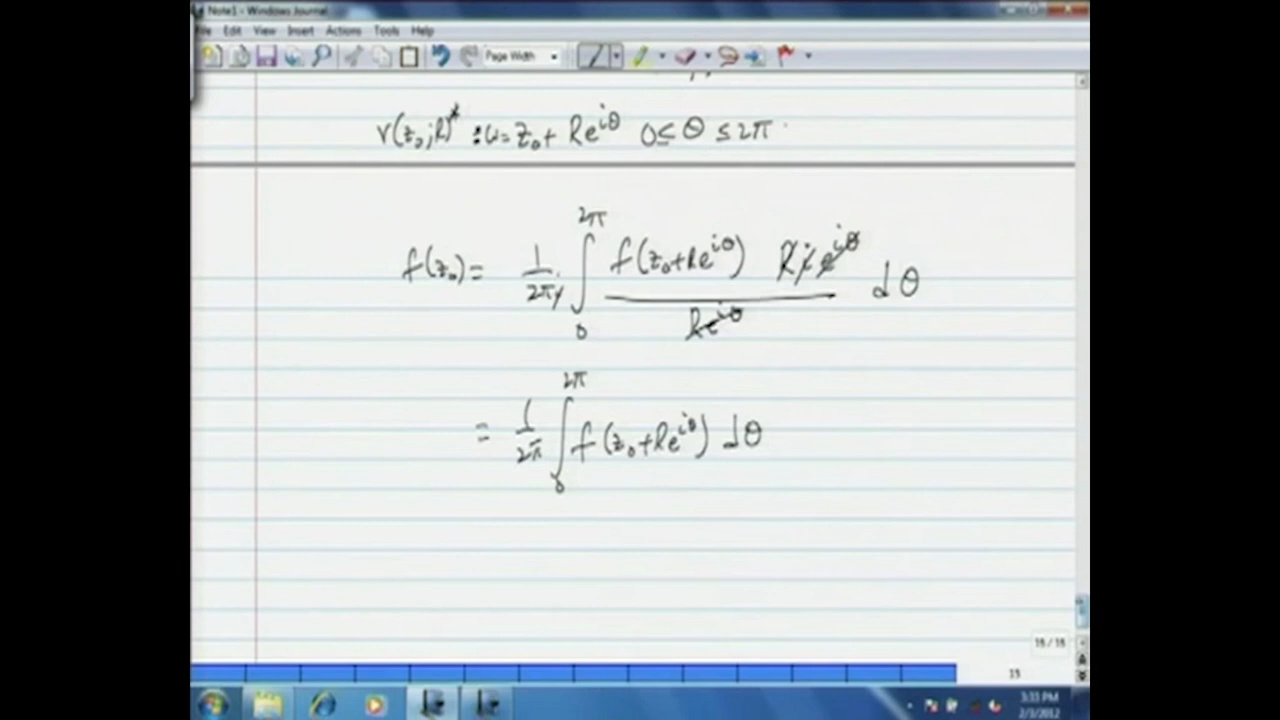 Note1 - Windows Journal
File Edit View Insert Actions Tools Help
Page Width
γ(z₀;R)* : ω = z₀ + Re^{iθ} 0 ≤ θ ≤ 2π
f(z₀) = 1/2πi ∫₀^{2π} f(z₀+Re^{iθ}) R i e^{iθ} / Re^{iθ} dθ
= 1/2π ∫₀^{2π} f(z₀+Re^{iθ}) dθ
15 / 15
15
3:33 PM
2/3/2012